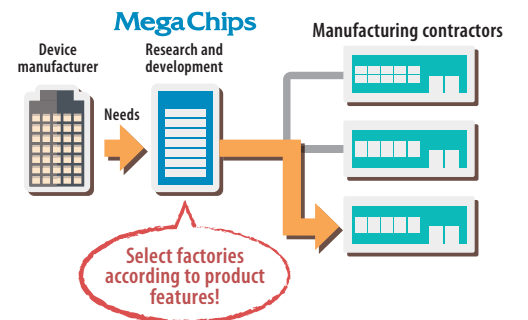 MegaChips
Manufacturing contractors
Device
manufacturer
Research and
development
Needs
Select factories
according to product
features!